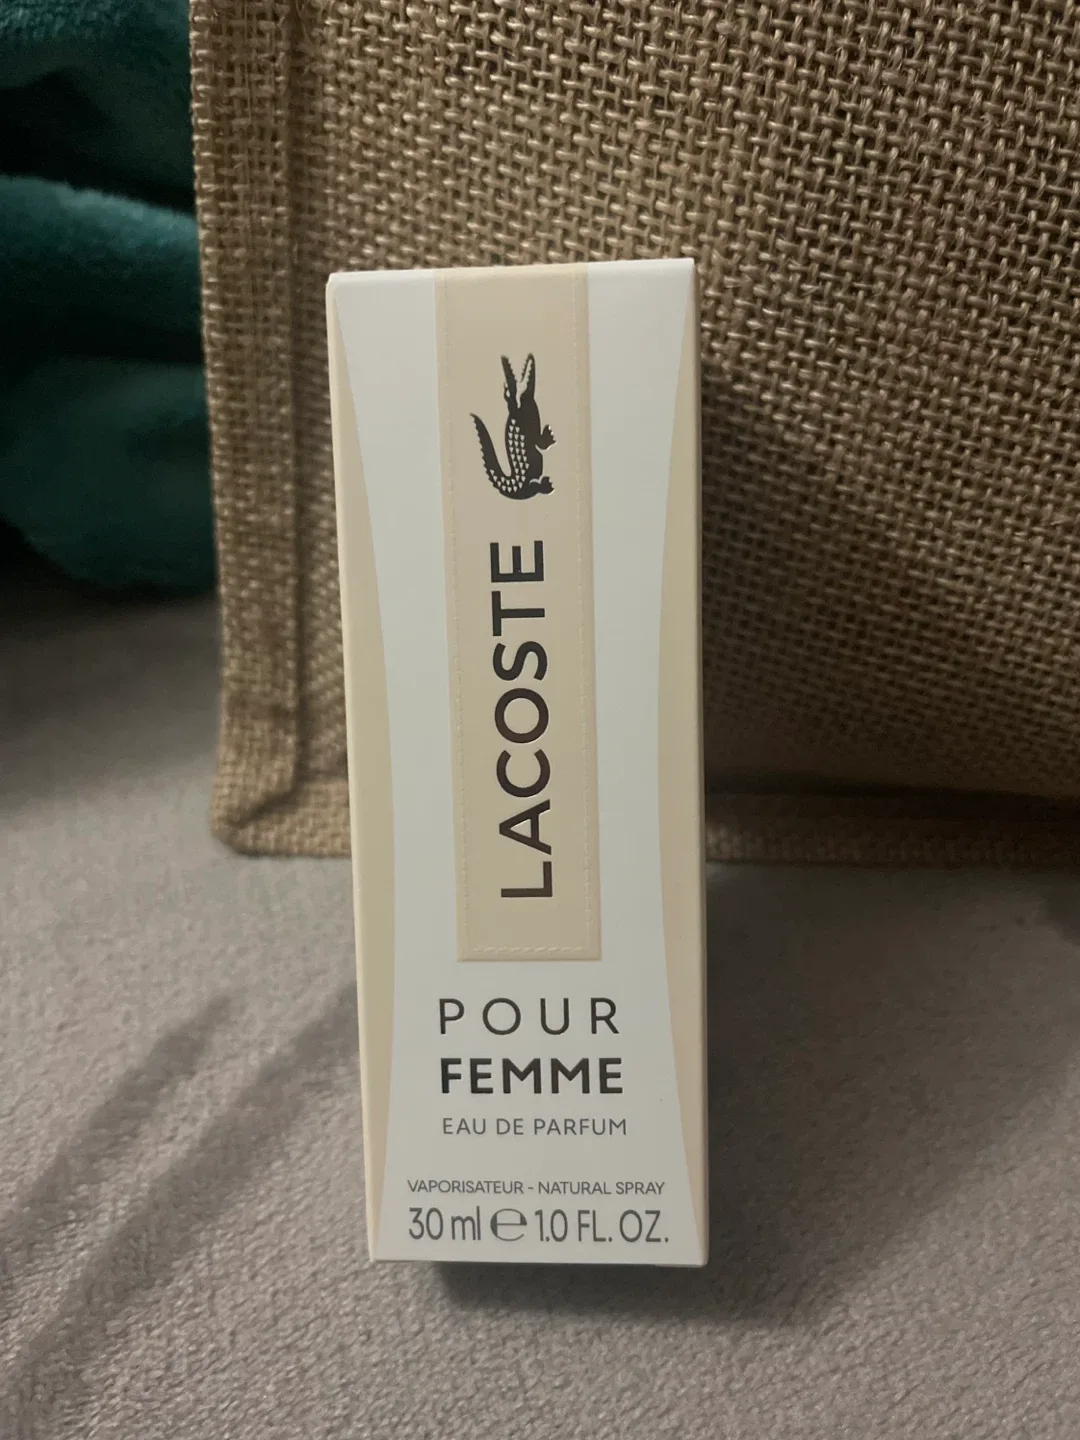 LACOSTE
POUR
FEMME
EAU DE PARFUM
VAPORISATEUR - NATURAL SPRAY
30 ml ℮ 1.0 FL. OZ.